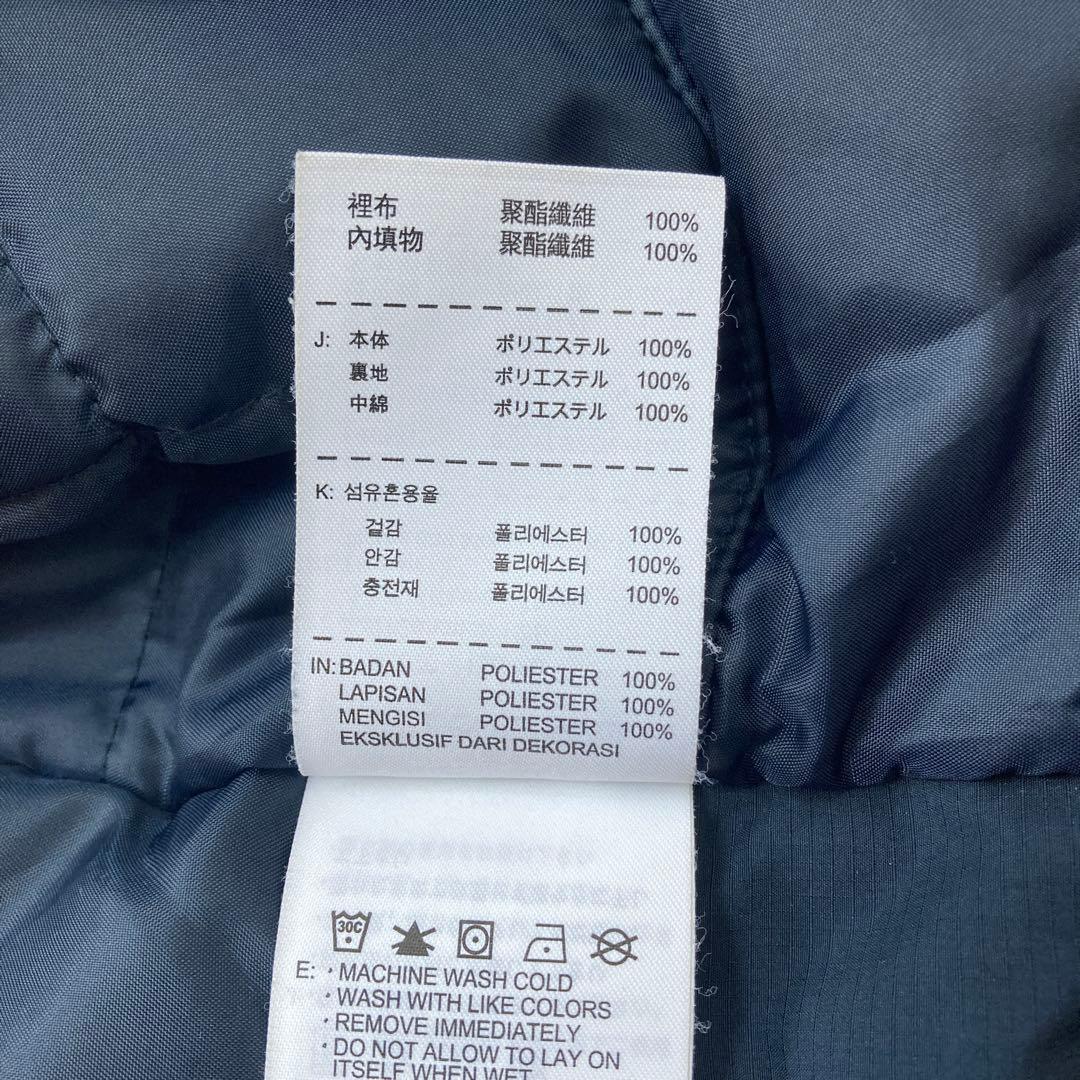 裡布 聚酯纖維 100%
內填物 聚酯纖維 100%
J: 本体 ポリエステル 100%
裏地 ポリエステル 100%
中綿 ポリエステル 100%
K: 섬유혼용율
겉감 폴리에스터 100%
안감 폴리에스터 100%
충전재 폴리에스터 100%
IN: BADAN POLIESTER 100%
LAPISAN POLIESTER 100%
MENGISI POLIESTER 100%
EKSKLUSIF DARI DEKORASI
30C
E: · MACHINE WASH COLD
· WASH WITH LIKE COLORS
· REMOVE IMMEDIATELY
· DO NOT ALLOW TO LAY ON
ITSELF WHEN WET